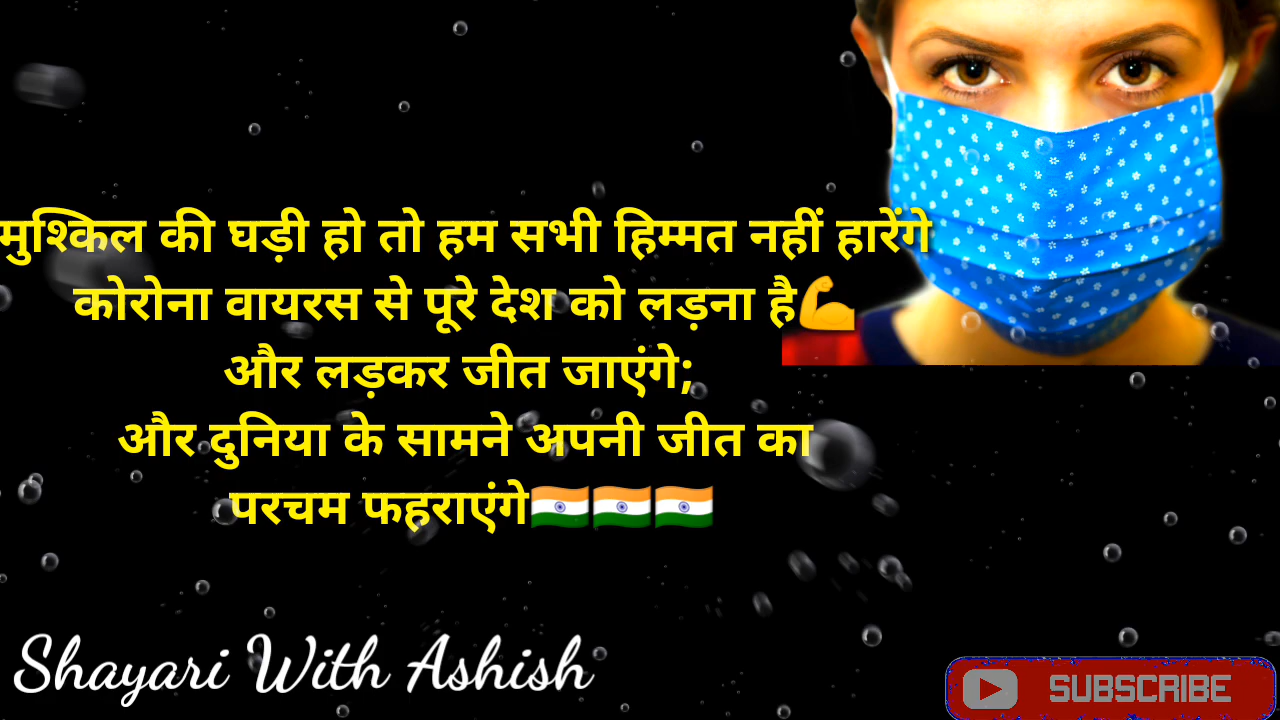 मुश्किल की घड़ी हो तो हम सभी हिम्मत नहीं हारेंगे
कोरोना वायरस से पूरे देश को लड़ना है💪
और लड़कर जीत जाएंगे;
और दुनिया के सामने अपनी जीत का
परचम फहराएंगे🇮🇳🇮🇳🇮🇳
Shayari With Ashish
SUBSCRIBE